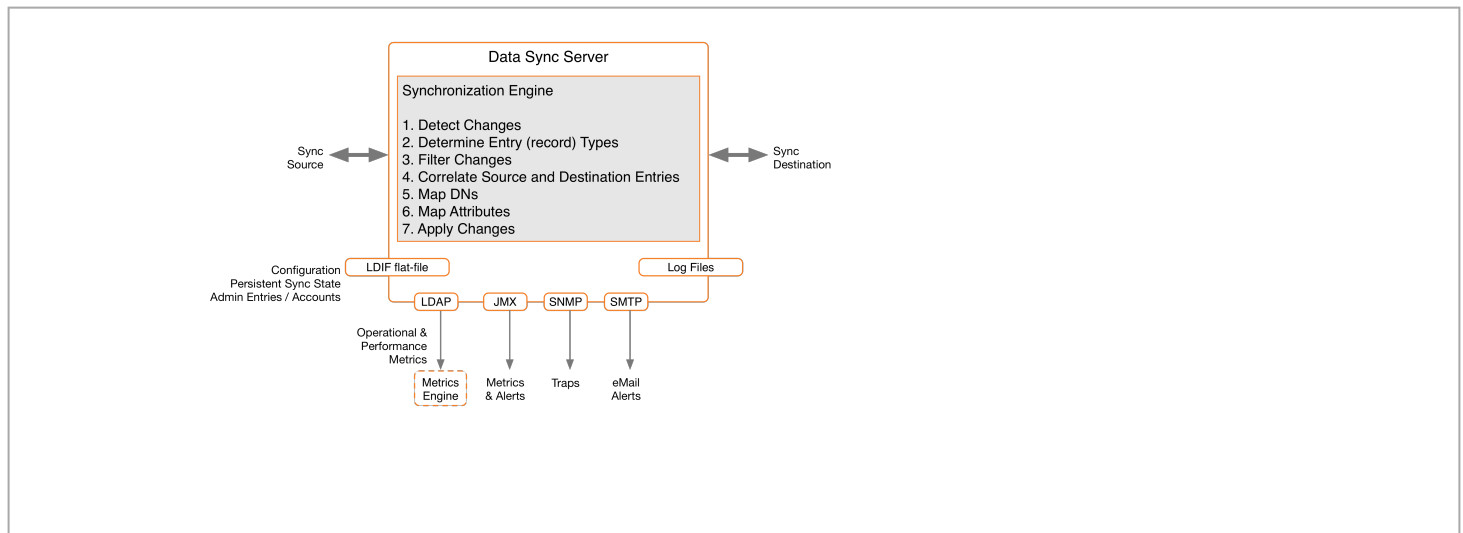 Data Sync Server
Synchronization Engine
1. Detect Changes
2. Determine Entry (record) Types
3. Filter Changes
4. Correlate Source and Destination Entries
5. Map DNs
6. Map Attributes
7. Apply Changes
Sync
Source
Sync
Destination
Configuration
Persistent Sync State
Admin Entries / Accounts
LDIF flat-file
Log Files
LDAP
JMX
SNMP
SMTP
Operational &
Performance
Metrics
Metrics
Engine
Metrics
& Alerts
Traps
eMail
Alerts